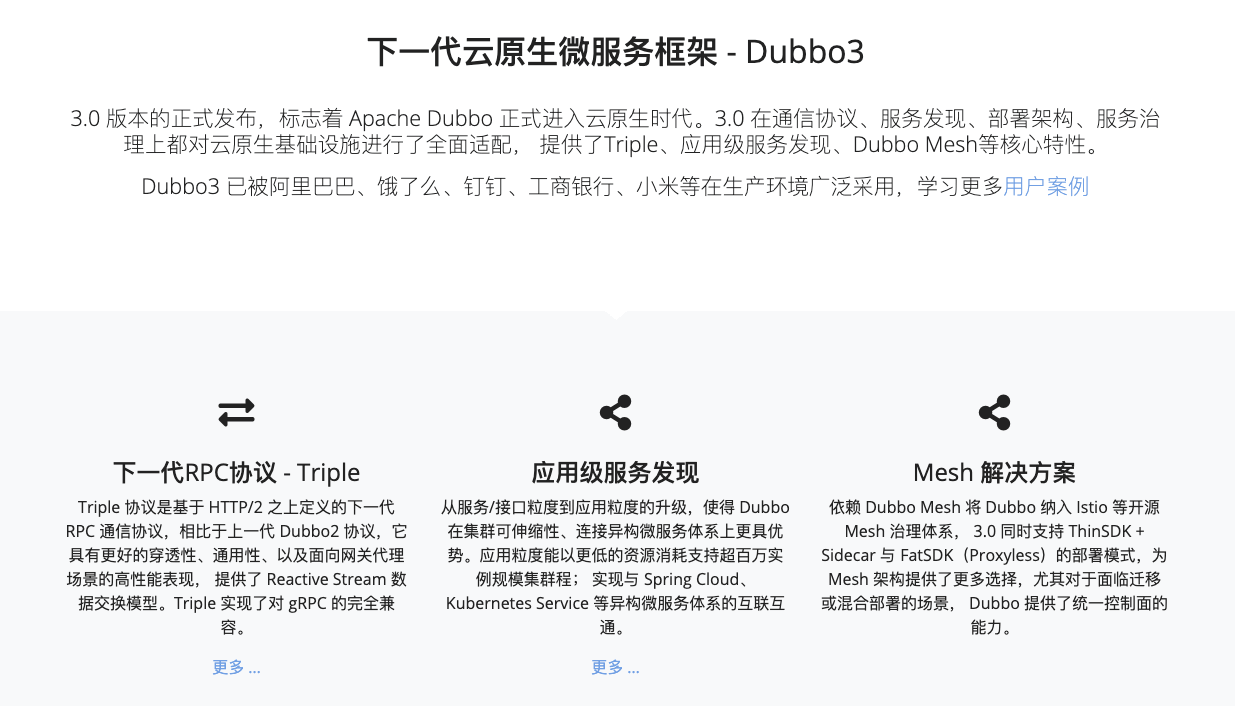 下一代云原生微服务框架 - Dubbo3
3.0 版本的正式发布，标志着 Apache Dubbo 正式进入云原生时代。3.0 在通信协议、服务发现、部署架构、服务治
理上都对云原生基础设施进行了全面适配， 提供了Triple、应用级服务发现、Dubbo Mesh等核心特性。
Dubbo3 已被阿里巴巴、饿了么、钉钉、工商银行、小米等在生产环境广泛采用，学习更多用户案例
下一代RPC协议 - Triple
Triple 协议是基于 HTTP/2 之上定义的下一代
RPC 通信协议，相比于上一代 Dubbo2 协议，它
具有更好的穿透性、通用性、以及面向网关代理
场景的高性能表现， 提供了 Reactive Stream 数
据交换模型。Triple 实现了对 gRPC 的完全兼
容。
更多 ...
应用级服务发现
从服务/接口粒度到应用粒度的升级，使得 Dubbo
在集群可伸缩性、连接异构微服务体系上更具优
势。应用粒度能以更低的资源消耗支持超百万实
例规模集群程； 实现与 Spring Cloud、
Kubernetes Service 等异构微服务体系的互联互
通。
更多 ...
Mesh 解决方案
依赖 Dubbo Mesh 将 Dubbo 纳入 Istio 等开源
Mesh 治理体系， 3.0 同时支持 ThinSDK +
Sidecar 与 FatSDK（Proxyless）的部署模式，为
Mesh 架构提供了更多选择，尤其对于面临迁移
或混合部署的场景， Dubbo 提供了统一控制面的
能力。